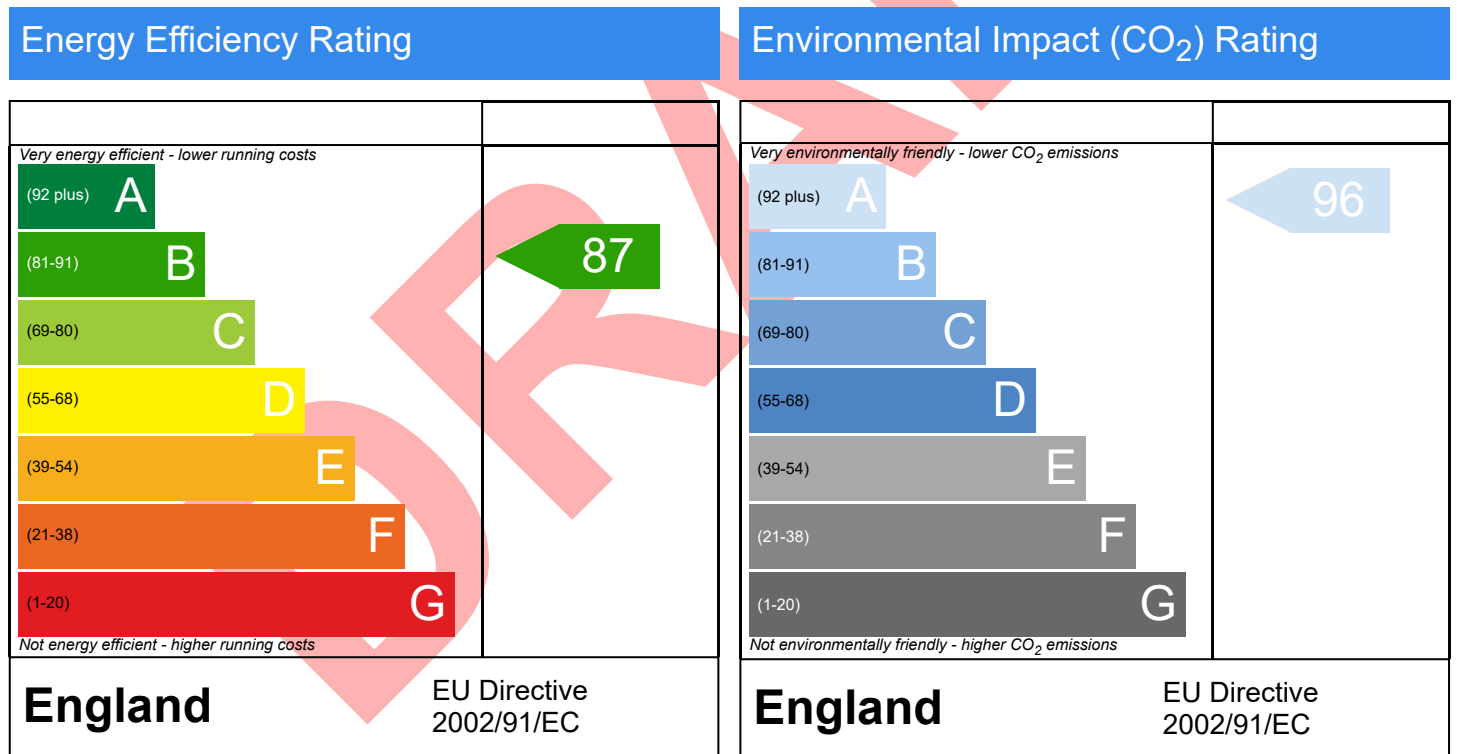 Energy Efficiency Rating
Very energy efficient - lower running costs
(92 plus) A
(81-91) B
87
(69-80) C
(55-68) D
(39-54) E
(21-38) F
(1-20) G
Not energy efficient - higher running costs
England
EU Directive
2002/91/EC
Environmental Impact (CO2) Rating
Very environmentally friendly - lower CO2 emissions
(92 plus) A
96
(81-91) B
(69-80) C
(55-68) D
(39-54) E
(21-38) F
(1-20) G
Not environmentally friendly - higher CO2 emissions
England
EU Directive
2002/91/EC
DRA